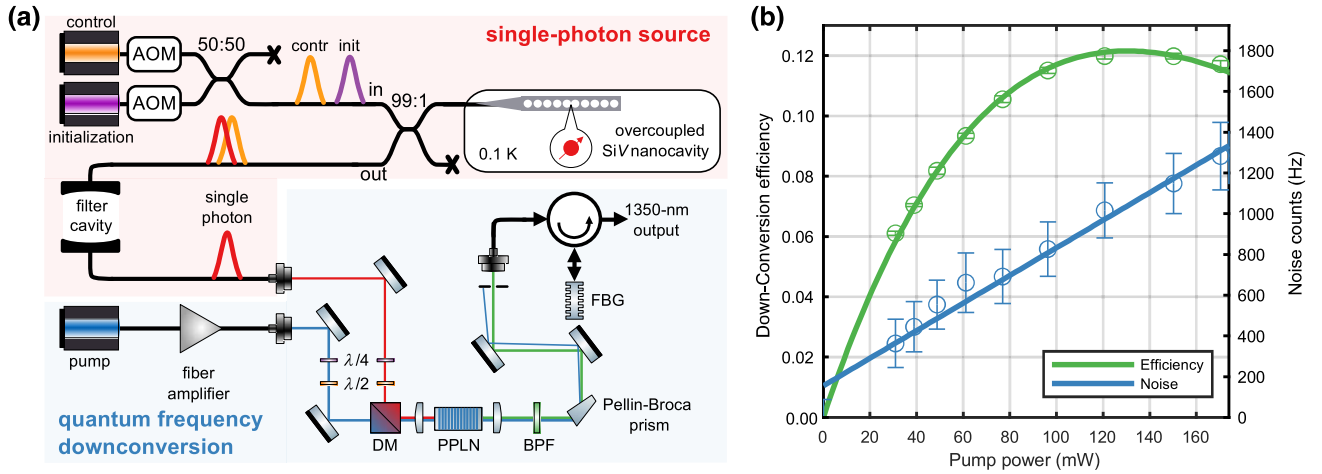 (a)
control
AOM
50:50
contr
init
single-photon source
AOM
in
99:1
initialization
0.1 K
overcoupled
SiV nanocavity
out
filter
cavity
single
photon
1350-nm
output
FBG
pump
fiber
amplifier
λ/4
λ/2
Pellin-Broca
prism
quantum frequency
downconversion
DM
PPLN
BPF
(b)
Down-Conversion efficiency
0.12
0.10
0.08
0.06
0.04
0.02
0.00
1800
1600
1400
1200
1000
800
600
400
200
0
Noise counts (Hz)
Efficiency
Noise
0
20
40
60
80
100
120
140
160
Pump power (mW)